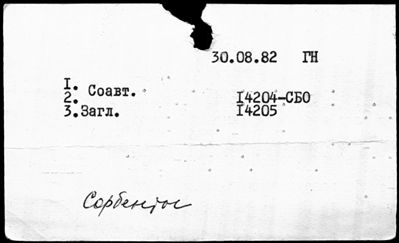 30.08.82 ГН
I.
2. Соавт. I4204-СБО
3. Загл. I4205
Сорбенты